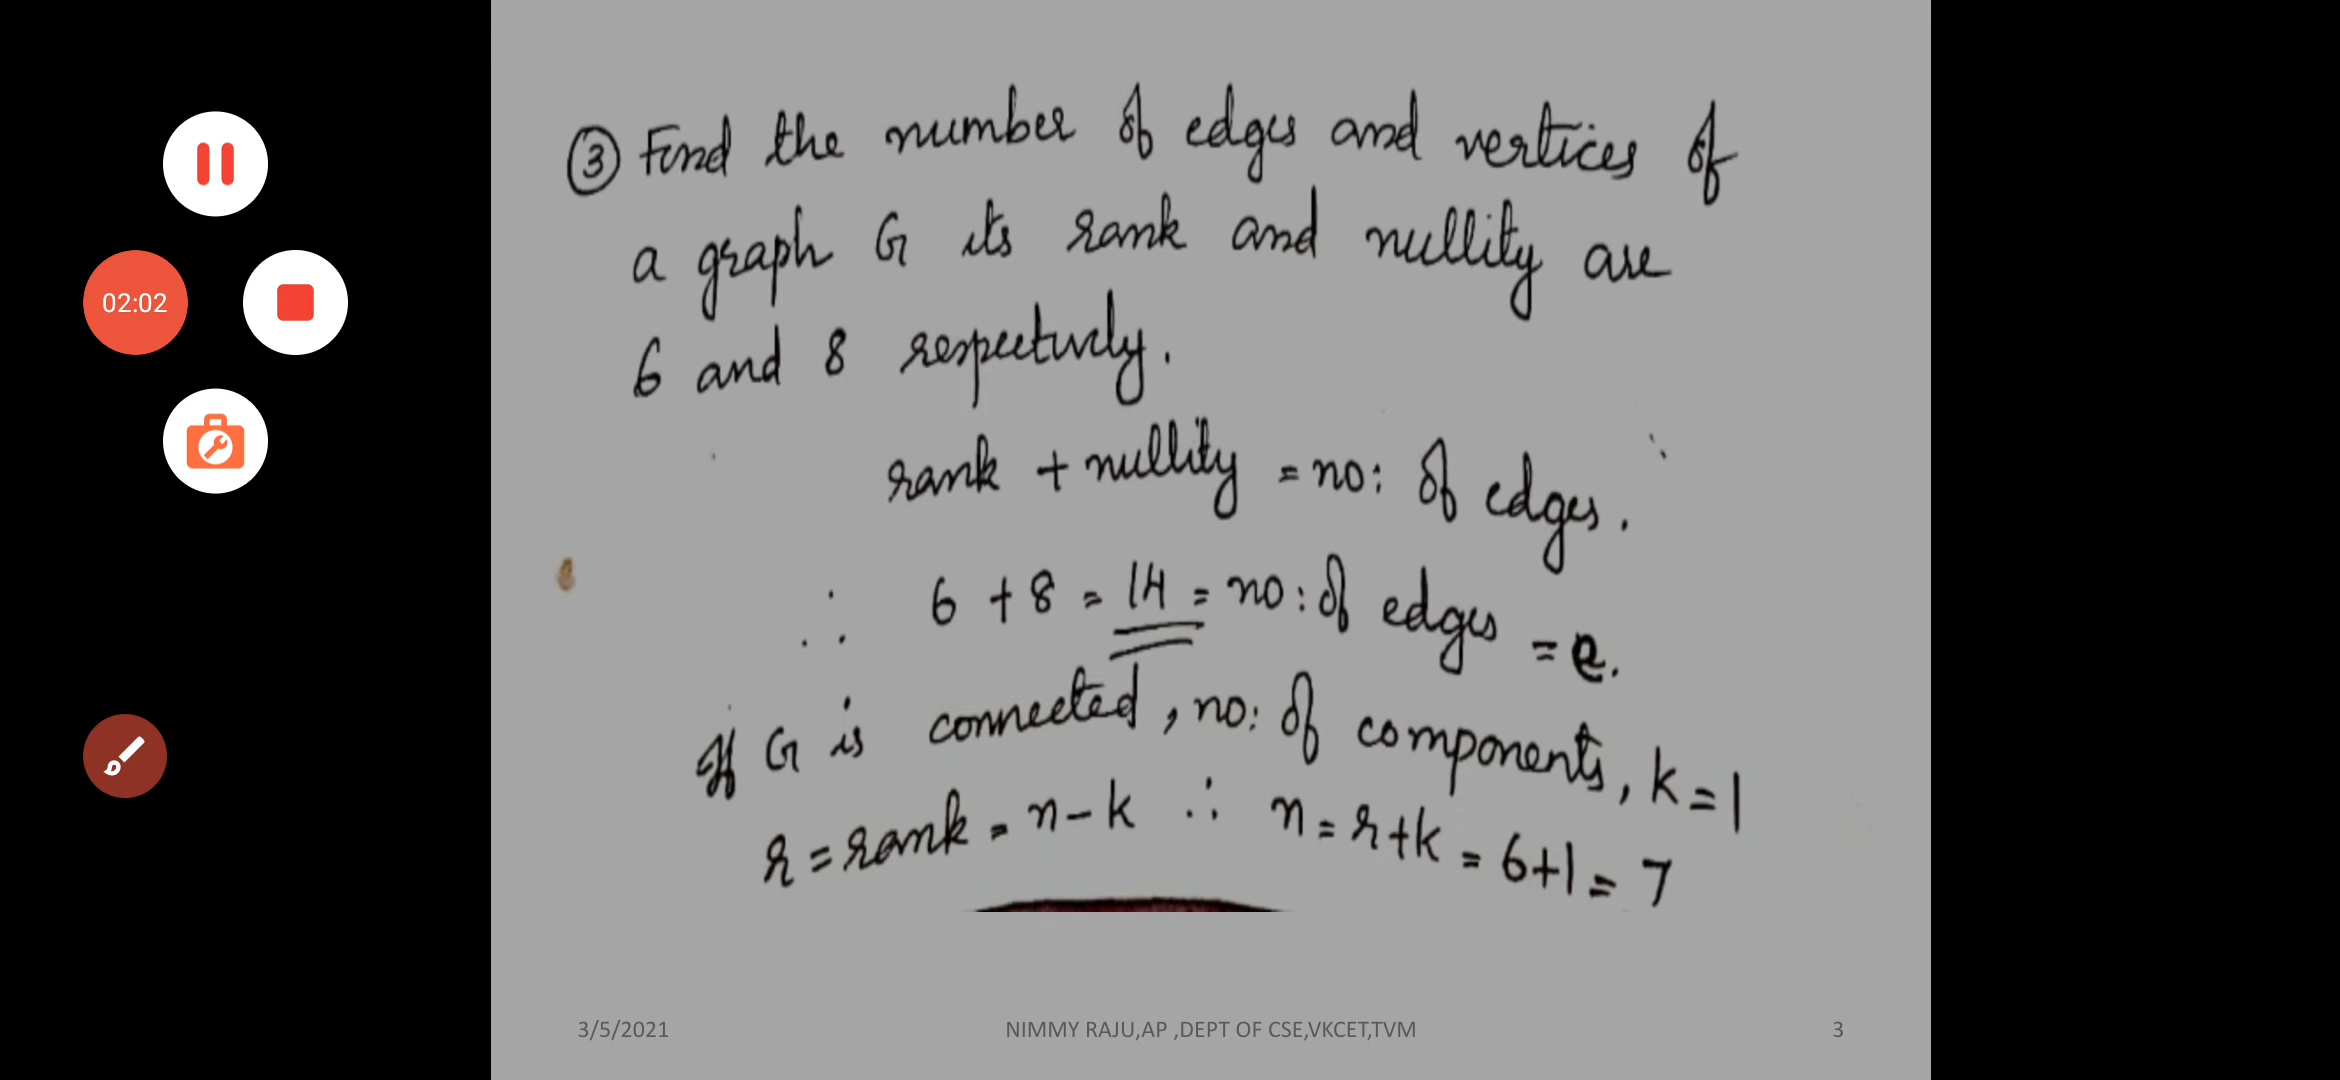 02:02
③ Find the number of edges and vertices of
a graph G its rank and nullity are
6 and 8 respectively.
rank + nullity = no: of edges.
∴ 6 + 8 = 14 = no: of edges = e.
If G is connected, no: of components, k = 1
r = rank = n - k ∴ n = r + k = 6 + 1 = 7
3/5/2021 NIMMY RAJU,AP ,DEPT OF CSE,VKCET,TVM 3